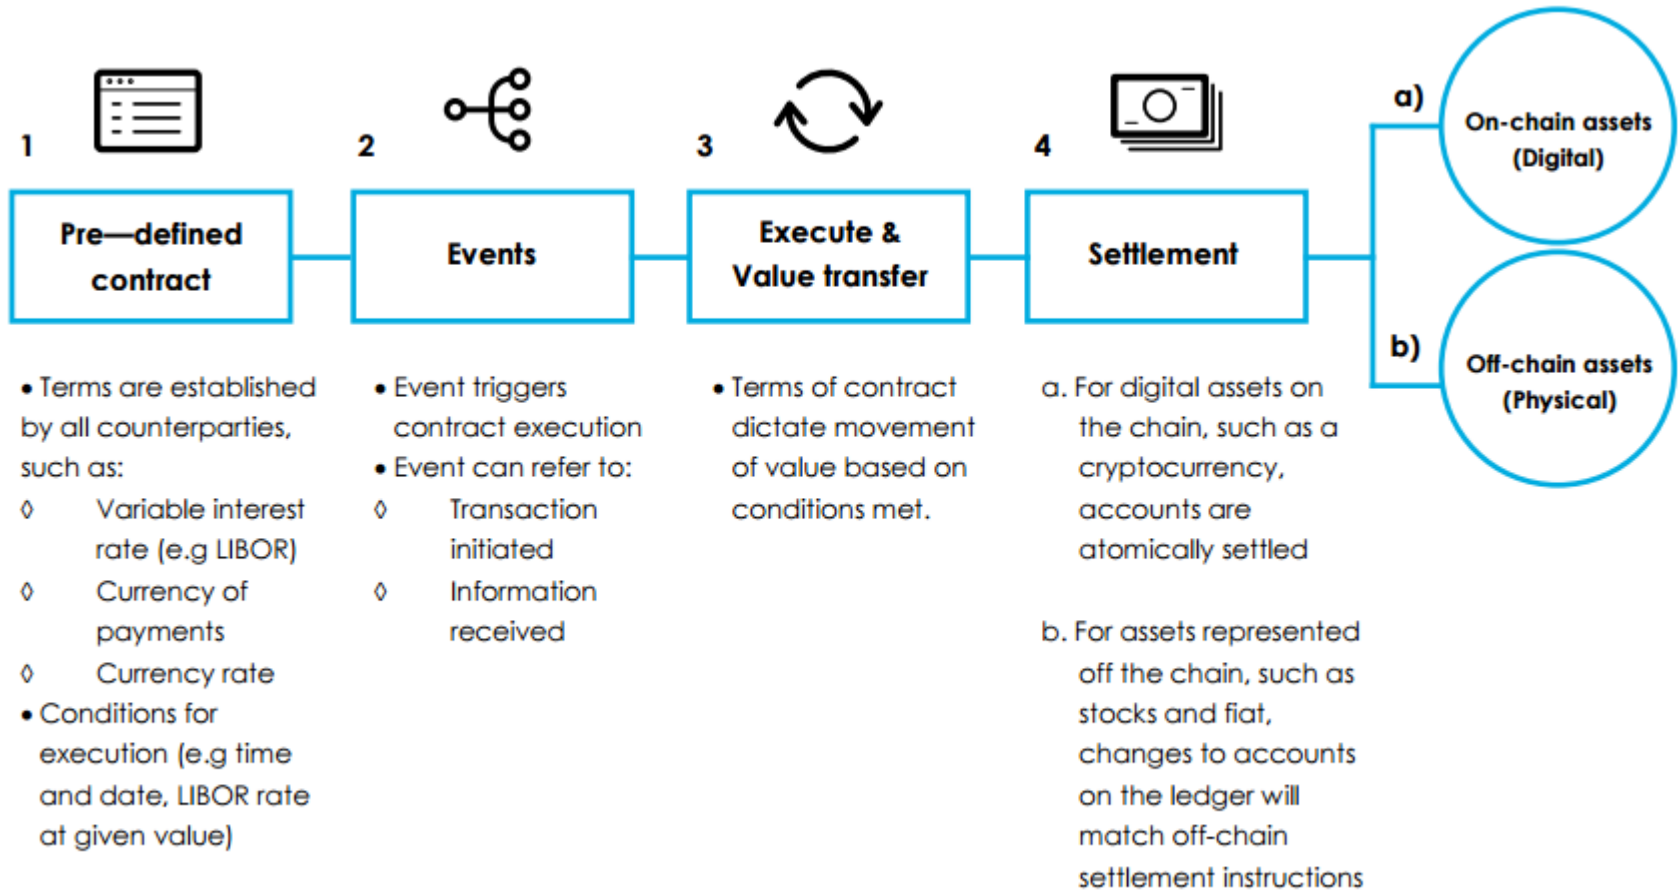 1
Pre—defined
contract
• Terms are established
by all counterparties,
such as:
◊ Variable interest
rate (e.g LIBOR)
◊ Currency of
payments
◊ Currency rate
• Conditions for
execution (e.g time
and date, LIBOR rate
at given value)
2
Events
• Event triggers
contract execution
• Event can refer to:
◊ Transaction
initiated
◊ Information
received
3
Execute &
Value transfer
• Terms of contract
dictate movement
of value based on
conditions met.
4
Settlement
a. For digital assets on
the chain, such as a
cryptocurrency,
accounts are
atomically settled
b. For assets represented
off the chain, such as
stocks and fiat,
changes to accounts
on the ledger will
match off-chain
settlement instructions
a)
On-chain assets
(Digital)
b)
Off-chain assets
(Physical)